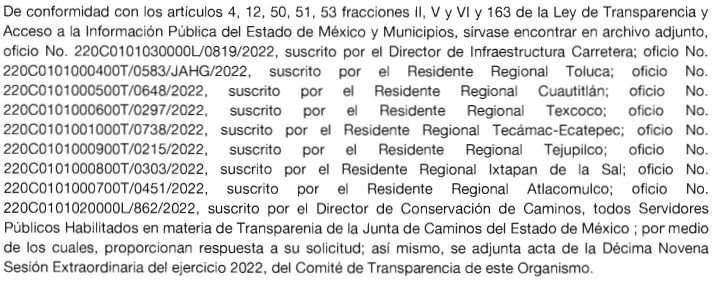 De conformidad con los artículos 4, 12, 50, 51, 53 fracciones II, V y VI y 163 de la Ley de Transparencia y
Acceso a la Información Pública del Estado de México y Municipios, sírvase encontrar en archivo adjunto,
oficio No. 220C0101030000L/0819/2022, suscrito por el Director de Infraestructura Carretera; oficio No.
220C0101000400T/0583/JAHG/2022, suscrito por el Residente Regional Toluca; oficio No.
220C0101000500T/0648/2022, suscrito por el Residente Regional Cuautitlán; oficio No.
220C0101000600T/0297/2022, suscrito por el Residente Regional Texcoco; oficio No.
220C0101001000T/0738/2022, suscrito por el Residente Regional Tecámac-Ecatepec; oficio No.
220C0101000900T/0215/2022, suscrito por el Residente Regional Tejupilco; oficio No.
220C0101000800T/0303/2022, suscrito por el Residente Regional Ixtapan de la Sal; oficio No.
220C0101000700T/0451/2022, suscrito por el Residente Regional Atlacomulco; oficio No.
220C0101020000L/862/2022, suscrito por el Director de Conservación de Caminos, todos Servidores
Públicos Habilitados en materia de Transparenia de la Junta de Caminos del Estado de México ; por medio
de los cuales, proporcionan respuesta a su solicitud; así mismo, se adjunta acta de la Décima Novena
Sesión Extraordinaria del ejercicio 2022, del Comité de Transparencia de este Organismo.